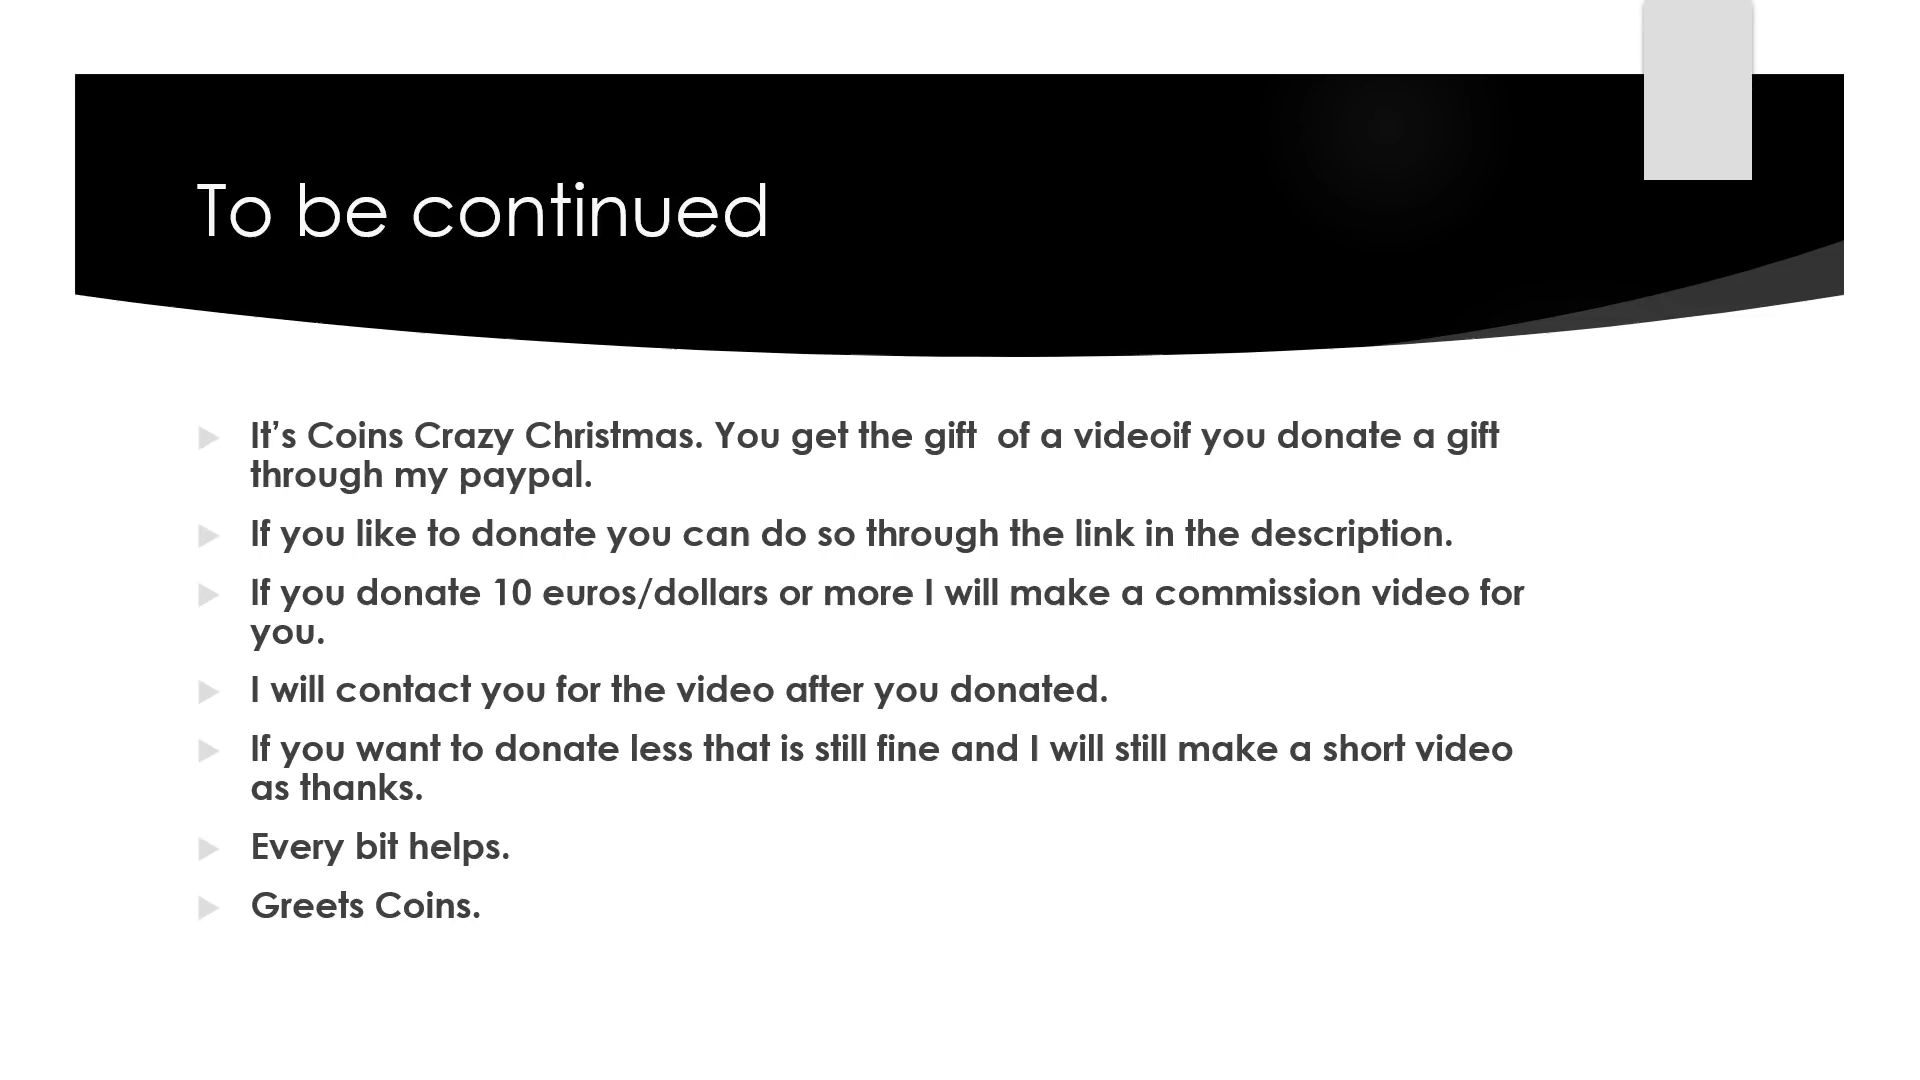 To be continued
It’s Coins Crazy Christmas. You get the gift  of a videoif you donate a gift
through my paypal.
If you like to donate you can do so through the link in the description.
If you donate 10 euros/dollars or more I will make a commission video for
you.
I will contact you for the video after you donated.
If you want to donate less that is still fine and I will still make a short video
as thanks.
Every bit helps.
Greets Coins.